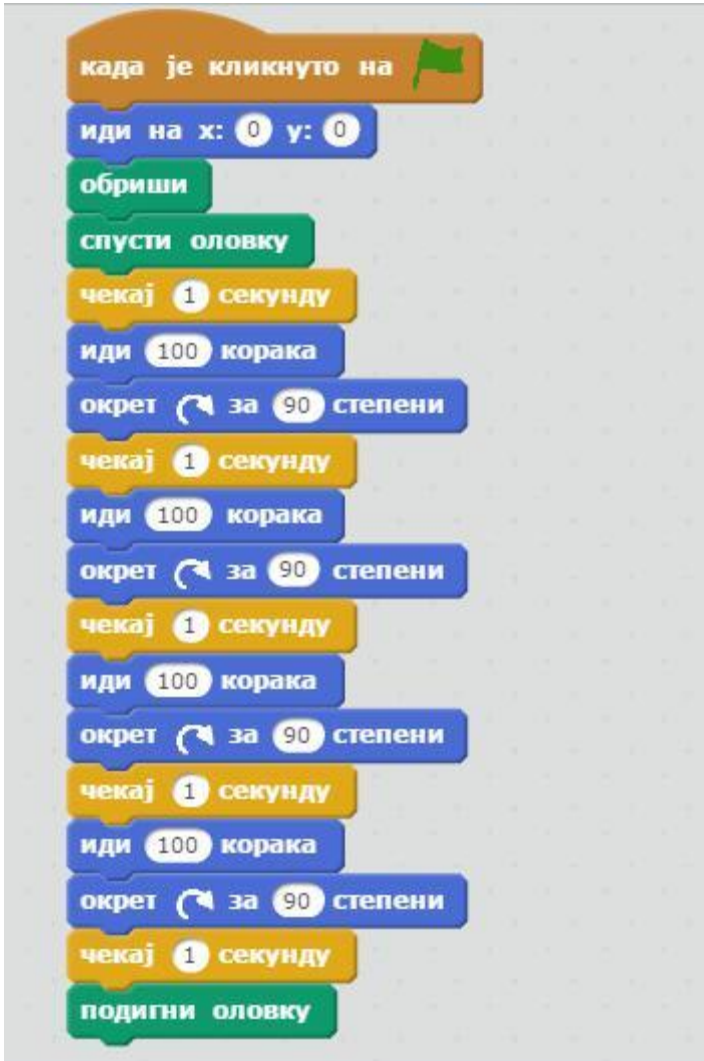 када је кликнуто на
иди на x: 0 y: 0
обриши
спусти оловку
чекај 1 секунду
иди 100 корака
окрет за 90 степени
чекај 1 секунду
иди 100 корака
окрет за 90 степени
чекај 1 секунду
иди 100 корака
окрет за 90 степени
чекај 1 секунду
иди 100 корака
окрет за 90 степени
чекај 1 секунду
подигни оловку